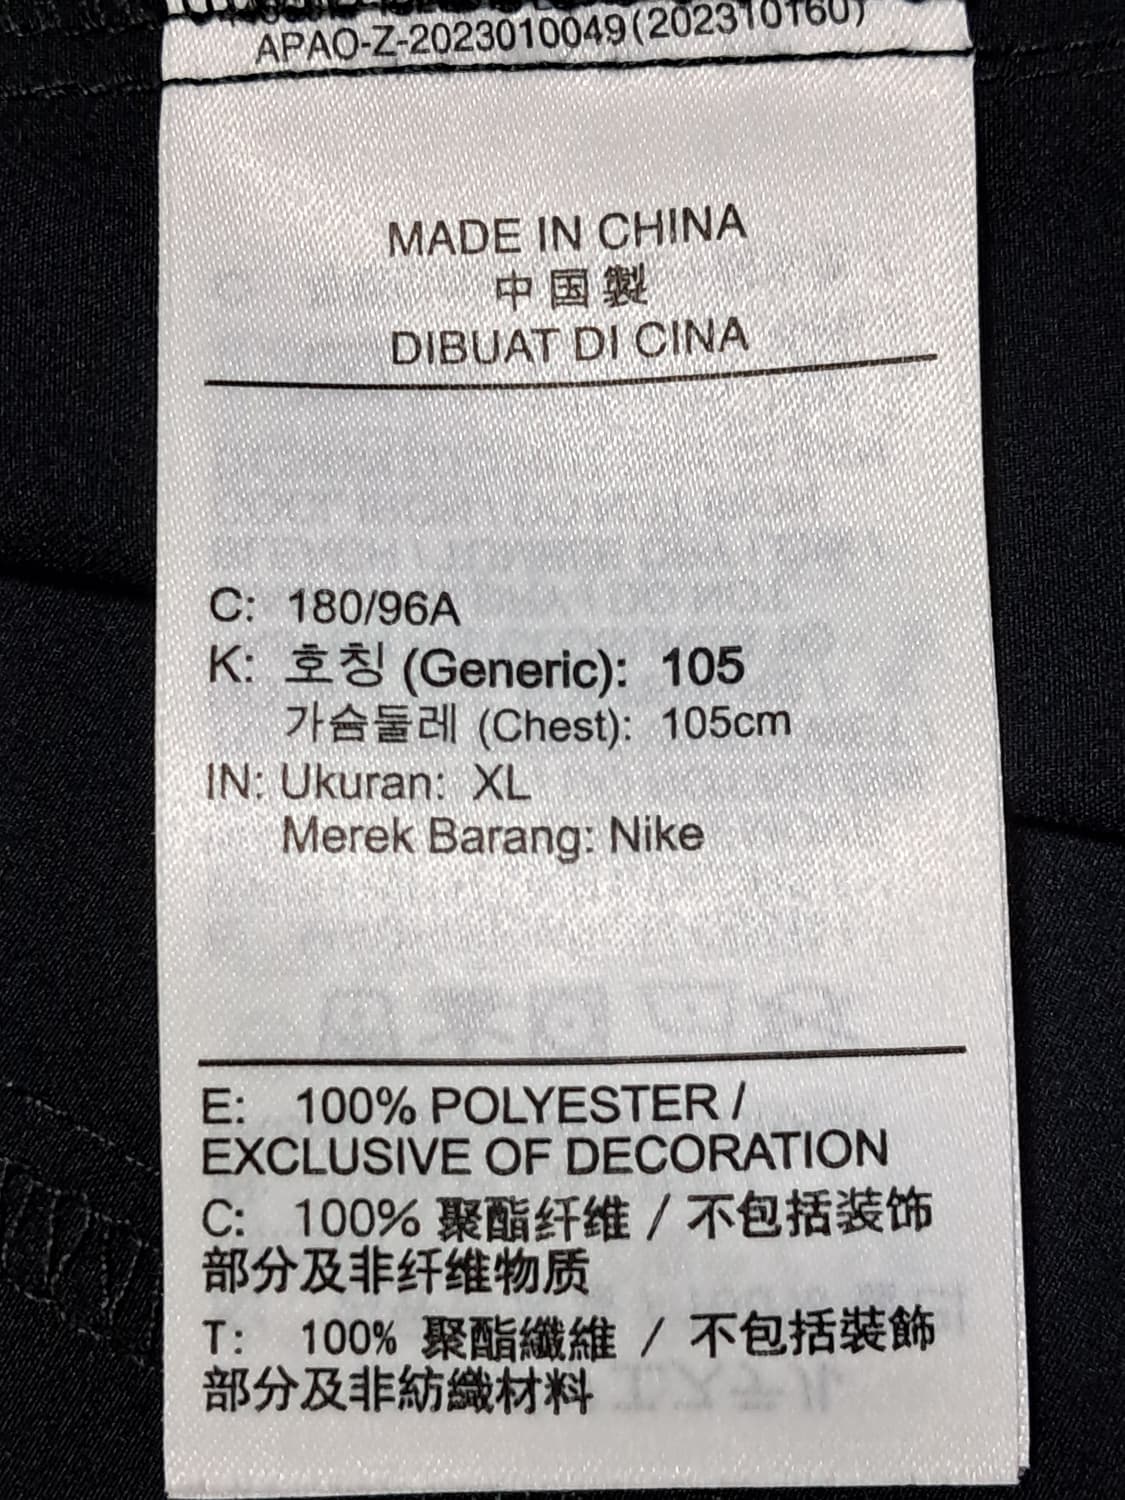 APAO-Z-2023010049(202310160)
MADE IN CHINA
中国製
DIBUAT DI CINA
C: 180/96A
K: 호칭 (Generic): 105
가슴둘레 (Chest): 105cm
IN: Ukuran: XL
Merek Barang: Nike
E: 100% POLYESTER /
EXCLUSIVE OF DECORATION
C: 100% 聚酯纤维 / 不包括装饰
部分及非纤维物质
T: 100% 聚酯纖維 / 不包括裝飾
部分及非紡織材料